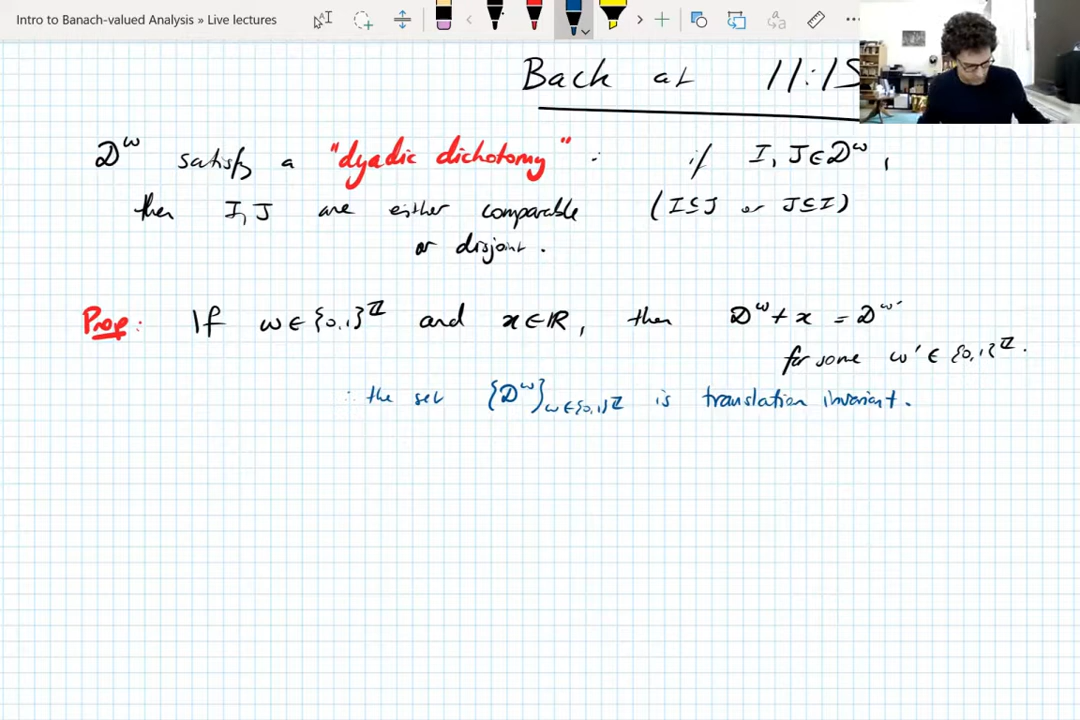 Intro to Banach-valued Analysis » Live lectures
Back at 11:15
𝒟^ω satisfy a "dyadic dichotomy" : if I, J ∈ 𝒟^ω,
then I, J are either comparable (I ⊆ J or J ⊆ I)
or disjoint.
Prop: If ω ∈ {0,1}^ℤ and x ∈ ℝ, then 𝒟^ω + x = 𝒟^ω'
for some ω' ∈ {0,1}^ℤ.
∴ the set {𝒟^ω}_{ω ∈ {0,1}^ℤ} is translation invariant.